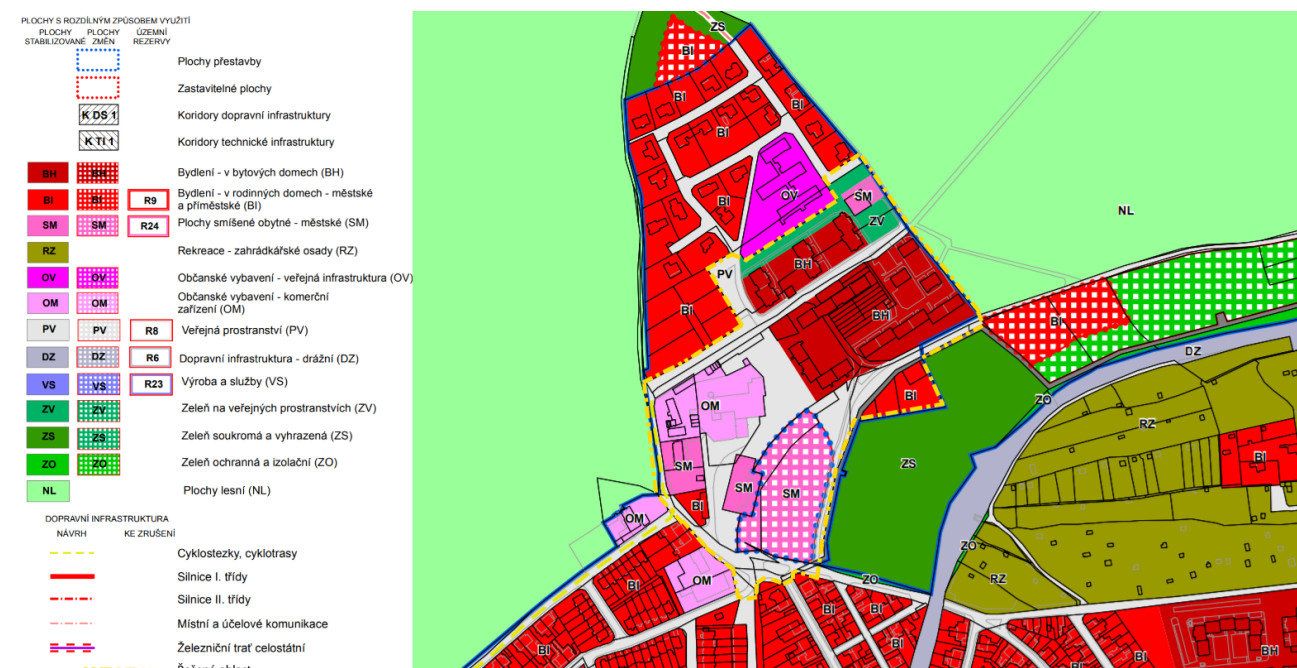 PLOCHY S ROZDÍLNÝM ZPŮSOBEM VYUŽITÍ
PLOCHY PLOCHY ÚZEMNÍ
STABILIZOVANÉ ZMĚN REZERVY
Plochy přestavby
Zastavitelné plochy
K DS 1 Koridory dopravní infrastruktury
K TI 1 Koridory technické infrastruktury
BH BH Bydlení - v bytových domech (BH)
BI BI R9 Bydlení - v rodinných domech - městské
a příměstské (BI)
SM SM R24 Plochy smíšené obytné - městské (SM)
RZ Rekreace - zahrádkářské osady (RZ)
OV OV Občanské vybavení - veřejná infrastruktura (OV)
OM OM Občanské vybavení - komerční
zařízení (OM)
PV PV R8 Veřejná prostranství (PV)
DZ DZ R6 Dopravní infrastruktura - drážní (DZ)
VS VS R23 Výroba a služby (VS)
ZV ZV Zeleň na veřejných prostranstvích (ZV)
ZS ZS Zeleň soukromá a vyhrazená (ZS)
ZO ZO Zeleň ochranná a izolační (ZO)
NL Plochy lesní (NL)
DOPRAVNÍ INFRASTRUKTURA
NÁVRH KE ZRUŠENÍ
Cyklostezky, cyklotrasy
Silnice I. třídy
Silnice II. třídy
Místní a účelové komunikace
Železniční trať celostátní
ZS
BI
BI
BI
BI
BI
OV
SM
NL
ZV
BH
PV
BI
BH
BI
DZ
BI
ZO
OM
RZ
BI
SM
ZS
SM
SM
BI
OM
ZO
BI
OM
ZO
RZ
BI
BI
BI
BI
BH
BI
BI